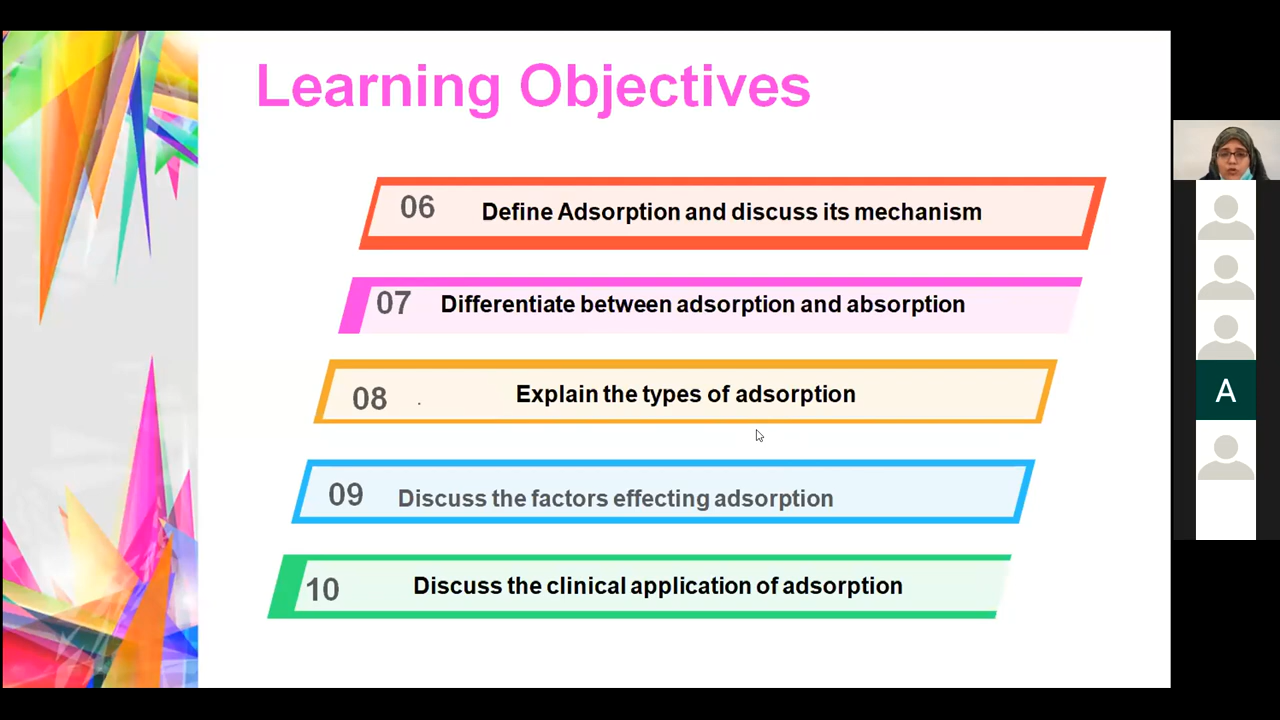 Learning Objectives
06 Define Adsorption and discuss its mechanism
07 Differentiate between adsorption and absorption
08 . Explain the types of adsorption
09 Discuss the factors effecting adsorption
10 Discuss the clinical application of adsorption
A